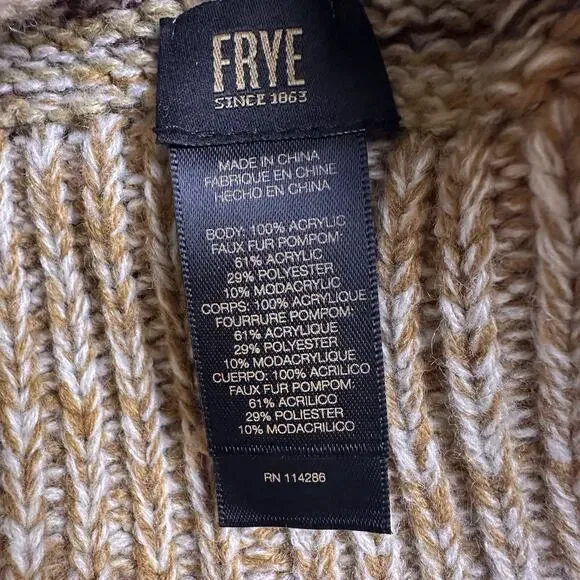 FRYE
SINCE 1863
MADE IN CHINA
FABRIQUE EN CHINE
HECHO EN CHINA
BODY: 100% ACRYLIC
FAUX FUR POMPOM:
61% ACRYLIC
29% POLYESTER
10% MODACRYLIC
CORPS: 100% ACRYLIQUE
FOURRURE POMPOM:
61% ACRYLIQUE
29% POLYESTER
10% MODACRYLIQUE
CUERPO: 100% ACRILICO
FAUX FUR POMPOM:
61% ACRILICO
29% POLIESTER
10% MODACRILICO
RN 114286